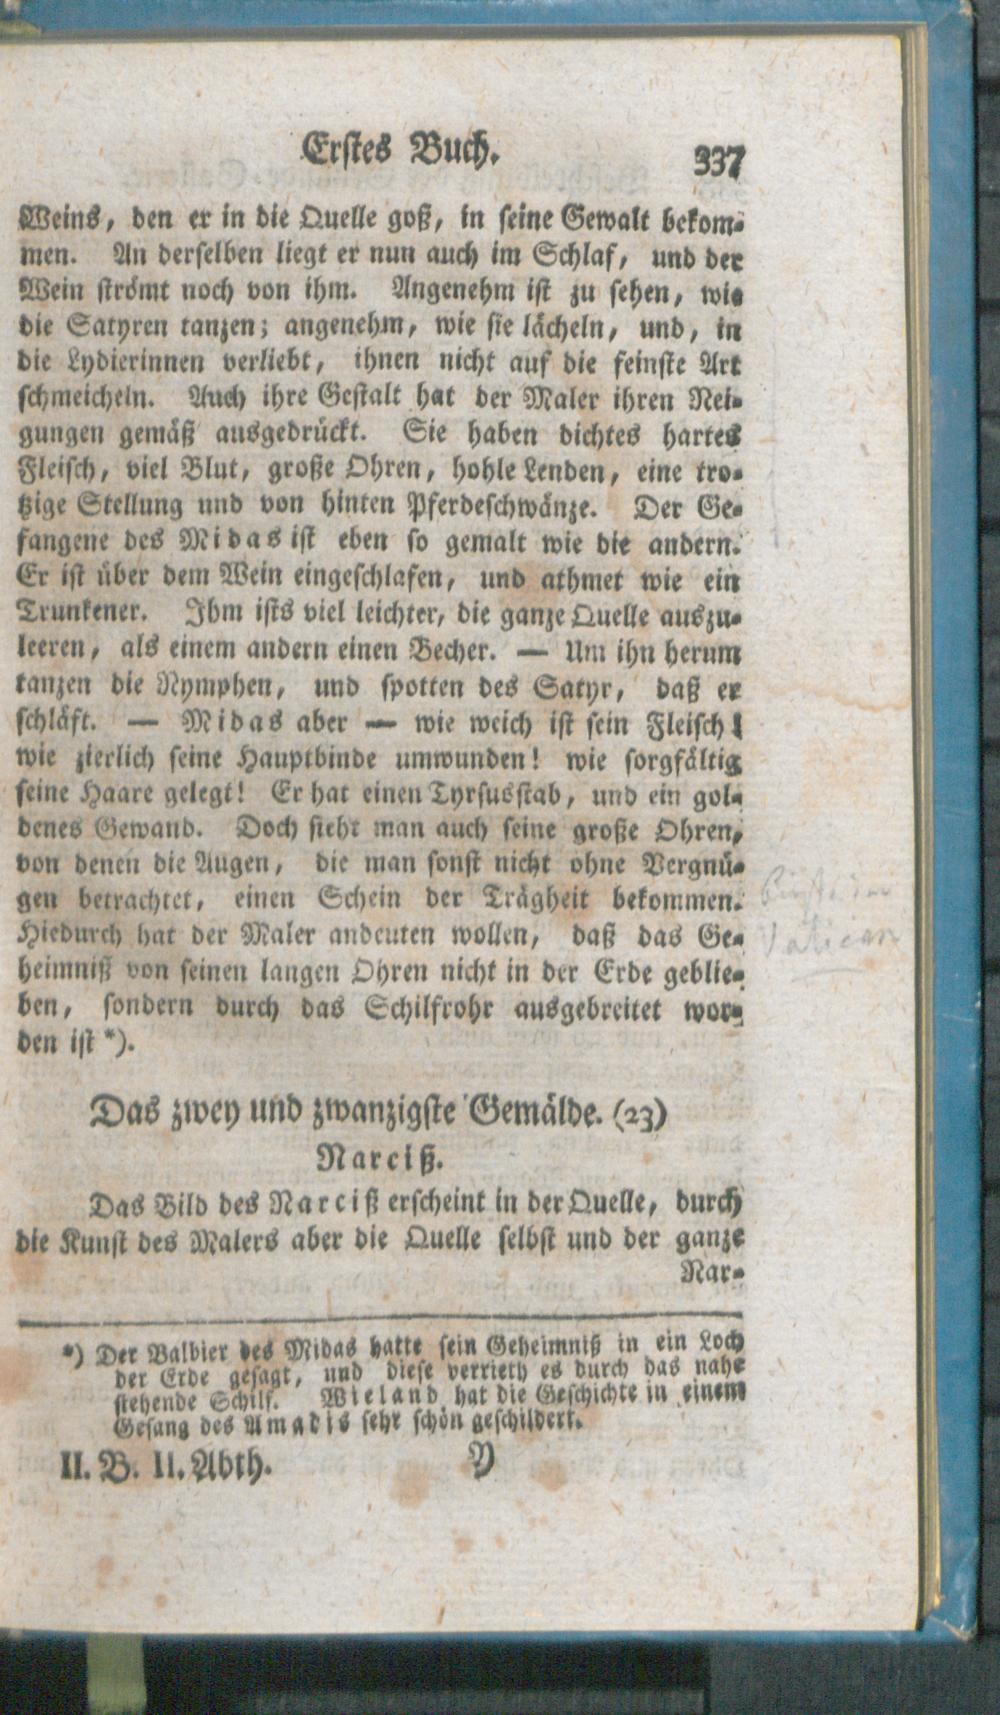 Erstes Buch. 337
Weins, den er in die Quelle goß, in seine Gewalt bekom-
men. An derselben liegt er nun auch im Schlaf, und der
Wein strömt noch von ihm. Angenehm ist zu sehen, wie
die Satyren tanzen; angenehm, wie sie lächeln, und, in
die Lydierinnen verliebt, ihnen nicht auf die feinste Art
schmeicheln. Auch ihre Gestalt hat der Maler ihren Nei-
gungen gemäß ausgedrückt. Sie haben dichtes hartes
Fleisch, viel Blut, große Ohren, hohle Lenden, eine tro-
tzige Stellung und von hinten Pferdeschwänze. Der Ge-
fangene des Midas ist eben so gemalt wie die andern.
Er ist über dem Wein eingeschlafen, und athmet wie ein
Trunkener. Ihm ists viel leichter, die ganze Quelle auszu-
leeren, als einem andern einen Becher. — Um ihn herum
tanzen die Nymphen, und spotten des Satyr, daß er
schläft. — Midas aber — wie weich ist sein Fleisch!
wie zierlich seine Hauptbinde umwunden! wie sorgfältig
seine Haare gelegt! Er hat einen Tyrsusstab, und ein gol-
denes Gewand. Doch sieht man auch seine große Ohren,
von denen die Augen, die man sonst nicht ohne Vergnü-
gen betrachtet, einen Schein der Trägheit bekommen.
Hiedurch hat der Maler andeuten wollen, daß das Ge-
heimniß von seinen langen Ohren nicht in der Erde geblie-
ben, sondern durch das Schilfrohr ausgebreitet wor-
den ist *).
Vatican
Das zwey und zwanzigste Gemälde. (23)
Narciß.
Das Bild des Narciß erscheint in der Quelle, durch
die Kunst des Malers aber die Quelle selbst und der ganze
Nar-
*) Der Balbier des Midas hatte sein Geheimniß in ein Loch
der Erde gesagt, und diese verrieth es durch das nahe
stehende Schilf. Wieland hat die Geschichte in einem
Gesang des Amadis sehr schön geschildert.
II. B. II. Abth. Y